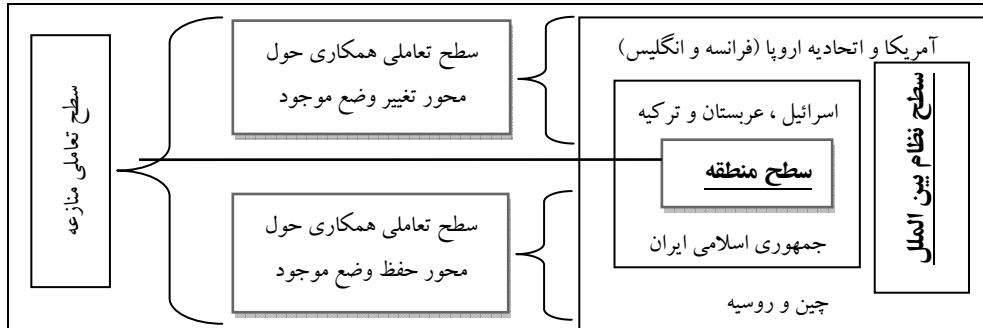 آمریکا و اتحادیه اروپا (فرانسه و انگلیس)
سطح نظام بین الملل
اسرائیل ، عربستان و ترکیه
سطح منطقه
جمهوری اسلامی ایران
چین و روسیه
سطح تعاملی همکاری حول
محور تغییر وضع موجود
سطح تعاملی همکاری حول
محور حفظ وضع موجود
سطح تعاملی منازعه